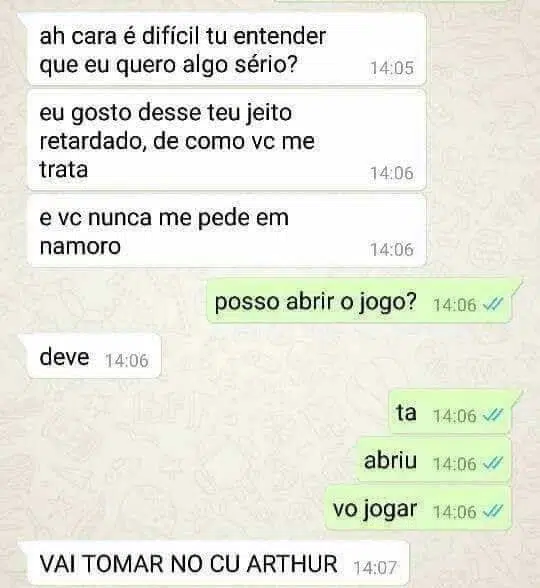 ah cara é difícil tu entender
que eu quero algo sério?
14:05
eu gosto desse teu jeito
retardado, de como vc me
trata
14:06
e vc nunca me pede em
namoro
14:06
posso abrir o jogo? 14:06
deve 14:06
ta 14:06
abriu 14:06
vo jogar 14:06
VAI TOMAR NO CU ARTHUR 14:07